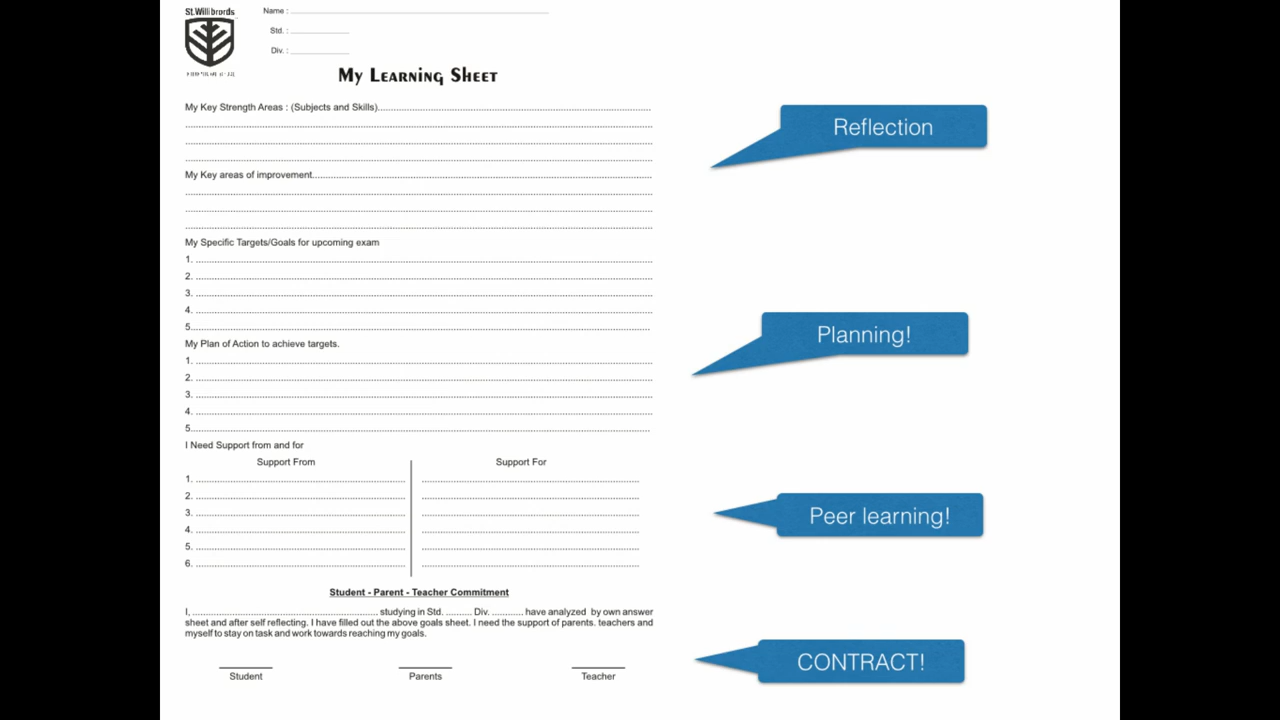 St.Willibrords
Name : 
Std. : 
Div. : 
My Learning Sheet
My Key Strength Areas : (Subjects and Skills)
My Key areas of improvement
My Specific Targets/Goals for upcoming exam
1.
2.
3.
4.
5.
My Plan of Action to achieve targets.
1.
2.
3.
4.
5.
I Need Support from and for
Support From Support For
1.
2.
3.
4.
5.
6.
Student - Parent - Teacher Commitment
I, ........ studying in Std. ......... Div. ............ have analyzed by own answer
sheet and after self reflecting. I have filled out the above goals sheet. I need the support of parents. teachers and
myself to stay on task and work towards reaching my goals.
Student Parents Teacher
Reflection
Planning!
Peer learning!
CONTRACT!